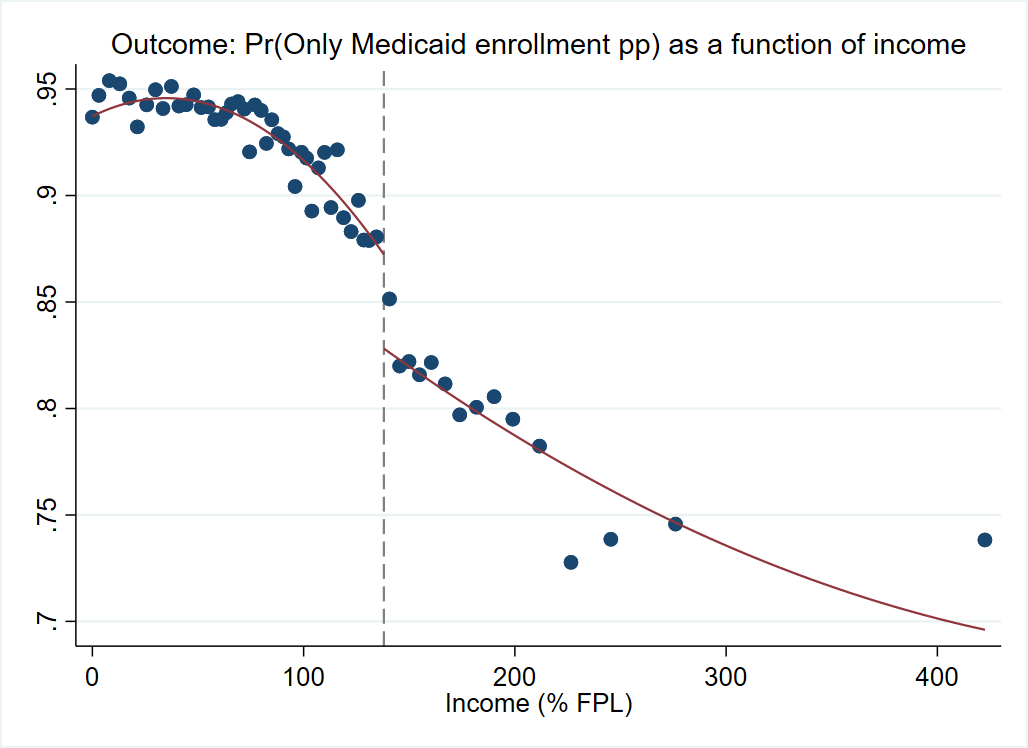 Outcome: Pr(Only Medicaid enrollment pp) as a function of income
.95
.9
.85
.8
.75
.7
0 100 200 300 400
Income (% FPL)